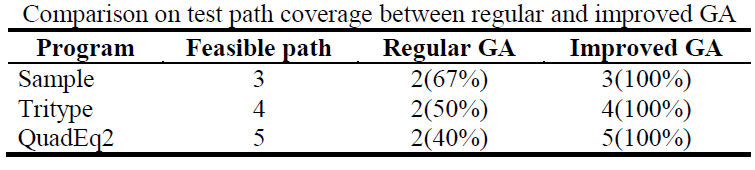 Comparison on test path coverage between regular and improved GA
Program Feasible path Regular GA Improved GA
Sample 3 2(67%) 3(100%)
Tritype 4 2(50%) 4(100%)
QuadEq2 5 2(40%) 5(100%)